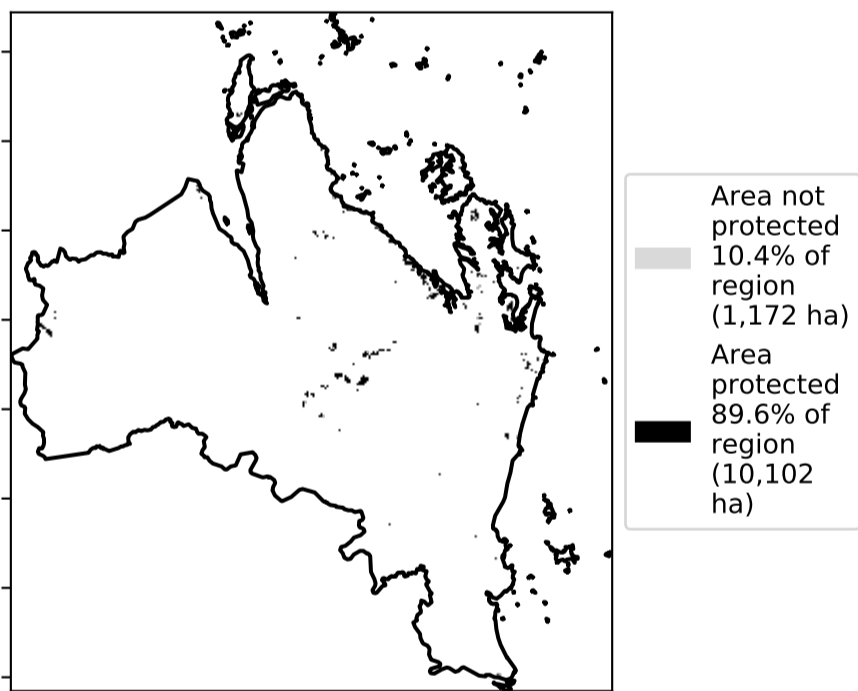 Area not
protected
10.4% of
region
(1,172 ha)
Area
protected
89.6% of
region
(10,102
ha)